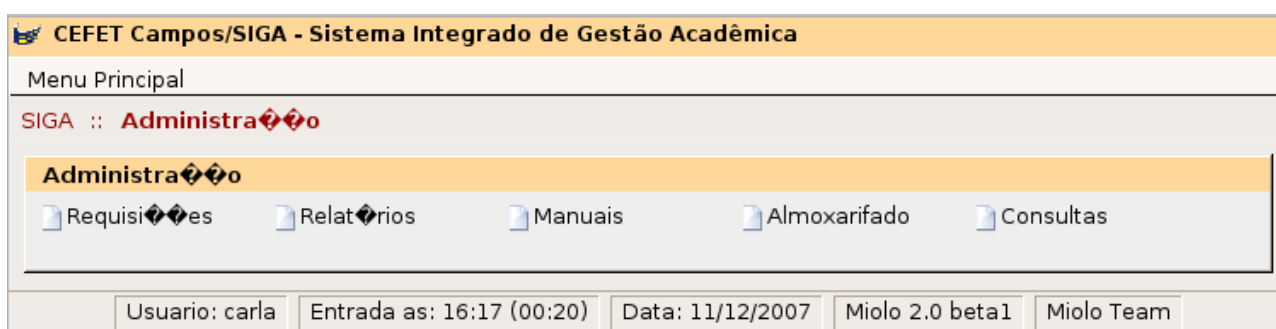 CEFET Campos/SIGA - Sistema Integrado de Gestão Acadêmica
Menu Principal
SIGA :: Administra��o
Administra��o
Requisi��es Relat�rios Manuais Almoxarifado Consultas
Usuario: carla Entrada as: 16:17 (00:20) Data: 11/12/2007 Miolo 2.0 beta1 Miolo Team